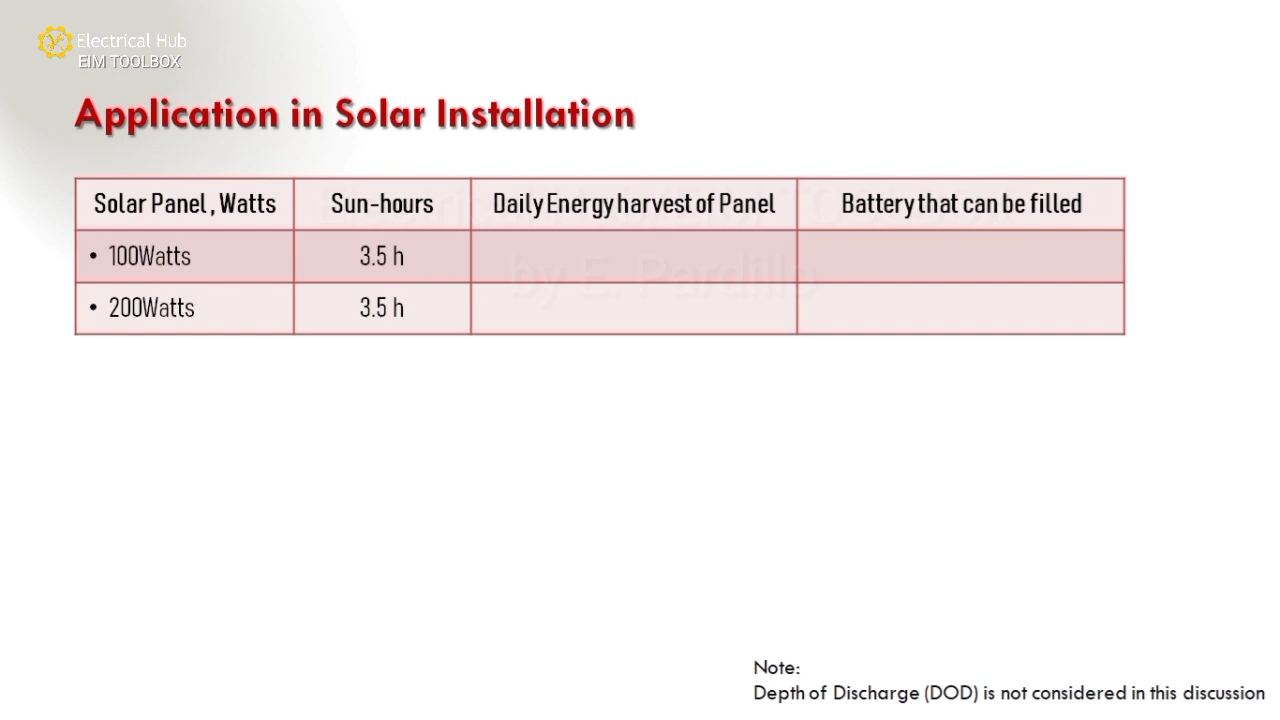 Electrical Hub
EIM TOOLBOX
Application in Solar Installation
Solar Panel, Watts Sun-hours Daily Energy harvest of Panel Battery that can be filled
• 100Watts 3.5 h
by E. Pardillo
• 200Watts 3.5 h
Note:
Depth of Discharge (DOD) is not considered in this discussion